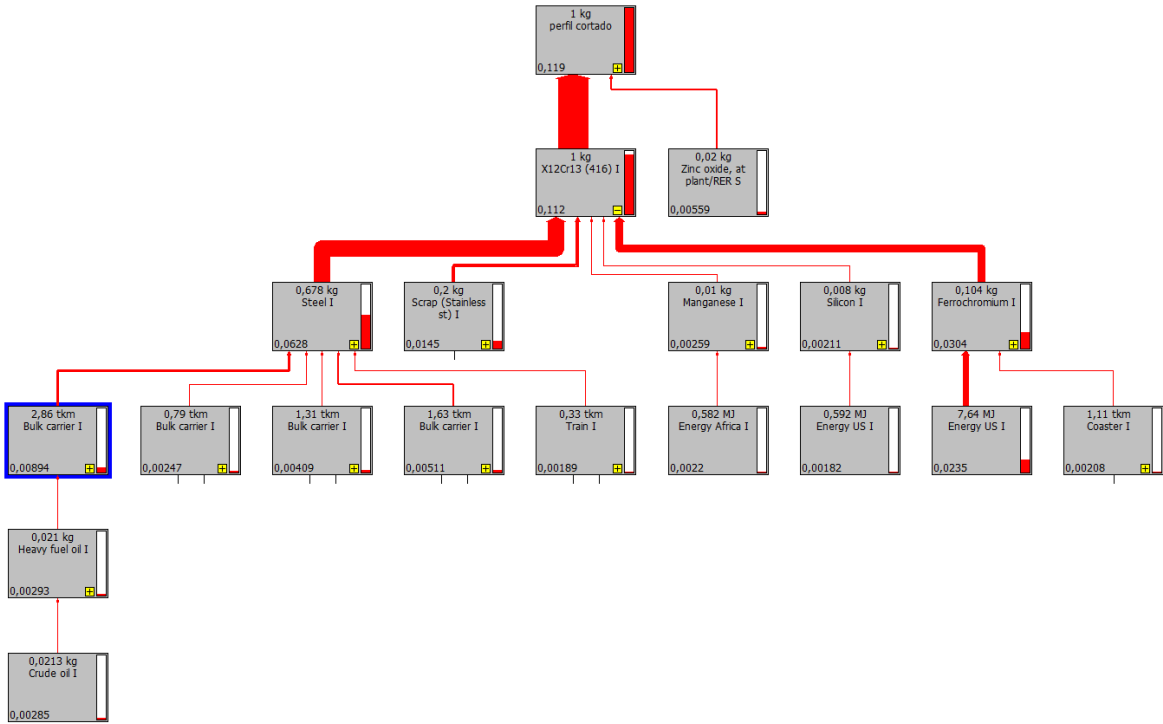 1 kg
perfil cortado
0,119
1 kg
X12Cr13 (416) I
0,112
0,02 kg
Zinc oxide, at
plant/RER S
0,00559
0,678 kg
Steel I
0,0628
0,2 kg
Scrap (Stainless
st) I
0,0145
0,01 kg
Manganese I
0,00259
0,008 kg
Silicon I
0,00211
0,104 kg
Ferrochromium I
0,0304
2,86 tkm
Bulk carrier I
0,00894
0,79 tkm
Bulk carrier I
0,00247
1,31 tkm
Bulk carrier I
0,00409
1,63 tkm
Bulk carrier I
0,00511
0,33 tkm
Train I
0,00189
0,582 MJ
Energy Africa I
0,0022
0,592 MJ
Energy US I
0,00182
7,64 MJ
Energy US I
0,0235
1,11 tkm
Coaster I
0,00208
0,021 kg
Heavy fuel oil I
0,00293
0,0213 kg
Crude oil I
0,00285